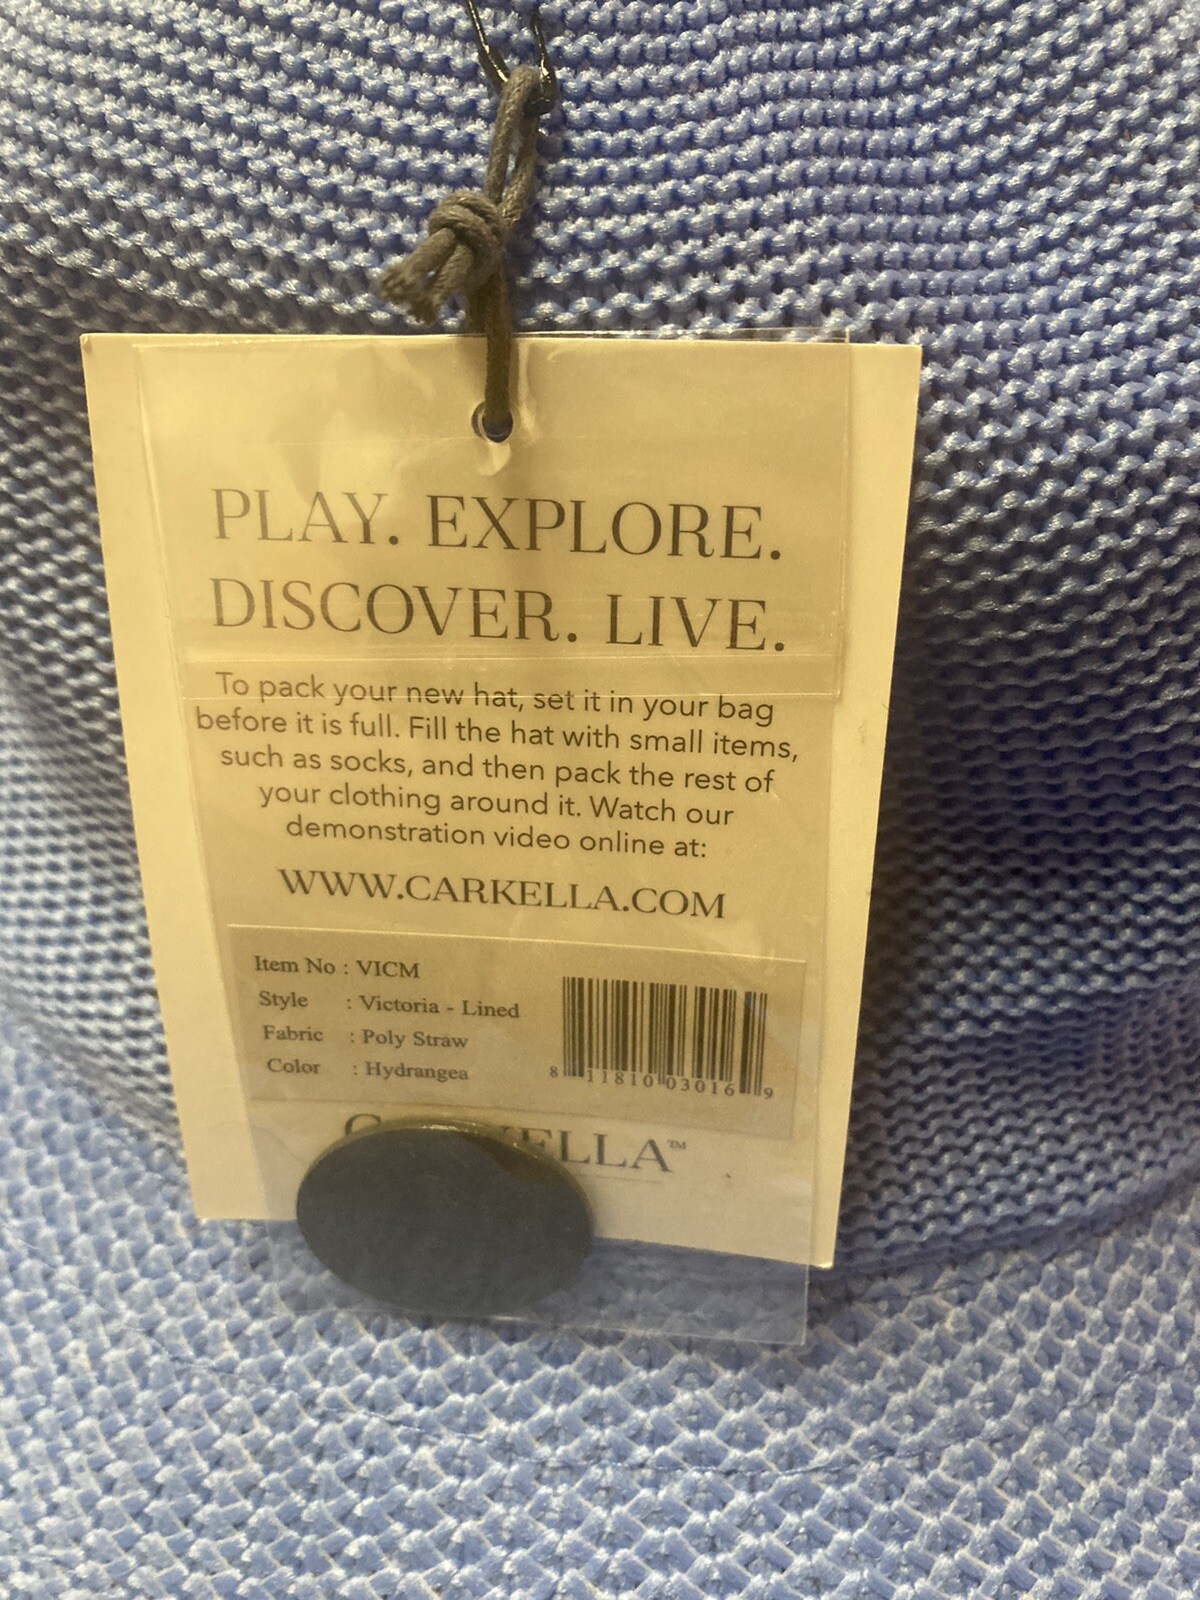 PLAY. EXPLORE.
DISCOVER. LIVE.
To pack your new hat, set it in your bag
before it is full. Fill the hat with small items,
such as socks, and then pack the rest of
your clothing around it. Watch our
demonstration video online at:
WWW.CARKELLA.COM
Item No : VICM
Style : Victoria - Lined
Fabric : Poly Straw
Color : Hydrangea
8 11810 03016 9